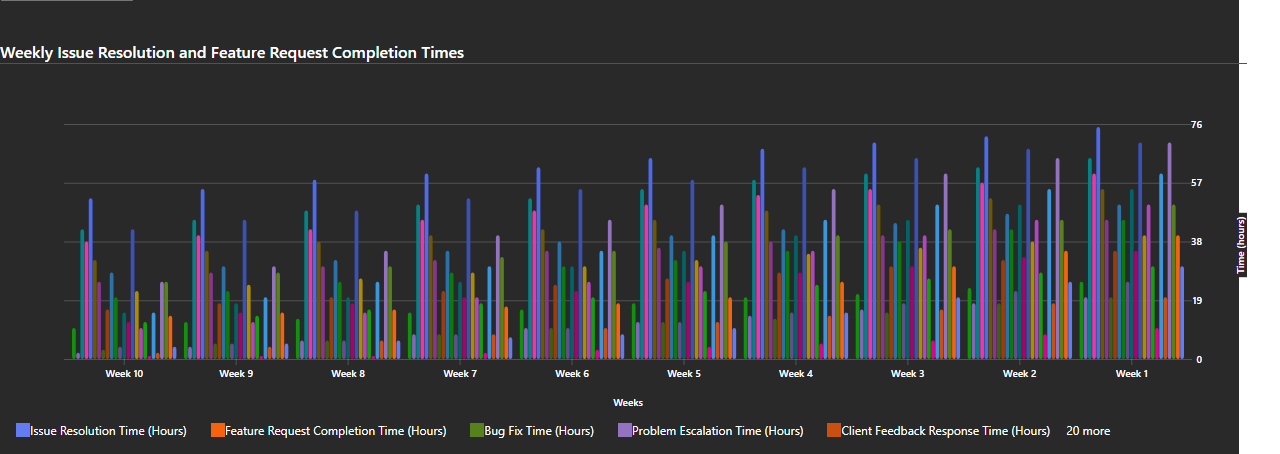 Weekly Issue Resolution and Feature Request Completion Times
76
57
38
19
0
Time (hours)
Week 10 Week 9 Week 8 Week 7 Week 6 Week 5 Week 4 Week 3 Week 2 Week 1
Weeks
Issue Resolution Time (Hours) Feature Request Completion Time (Hours) Bug Fix Time (Hours) Problem Escalation Time (Hours) Client Feedback Response Time (Hours) 20 more